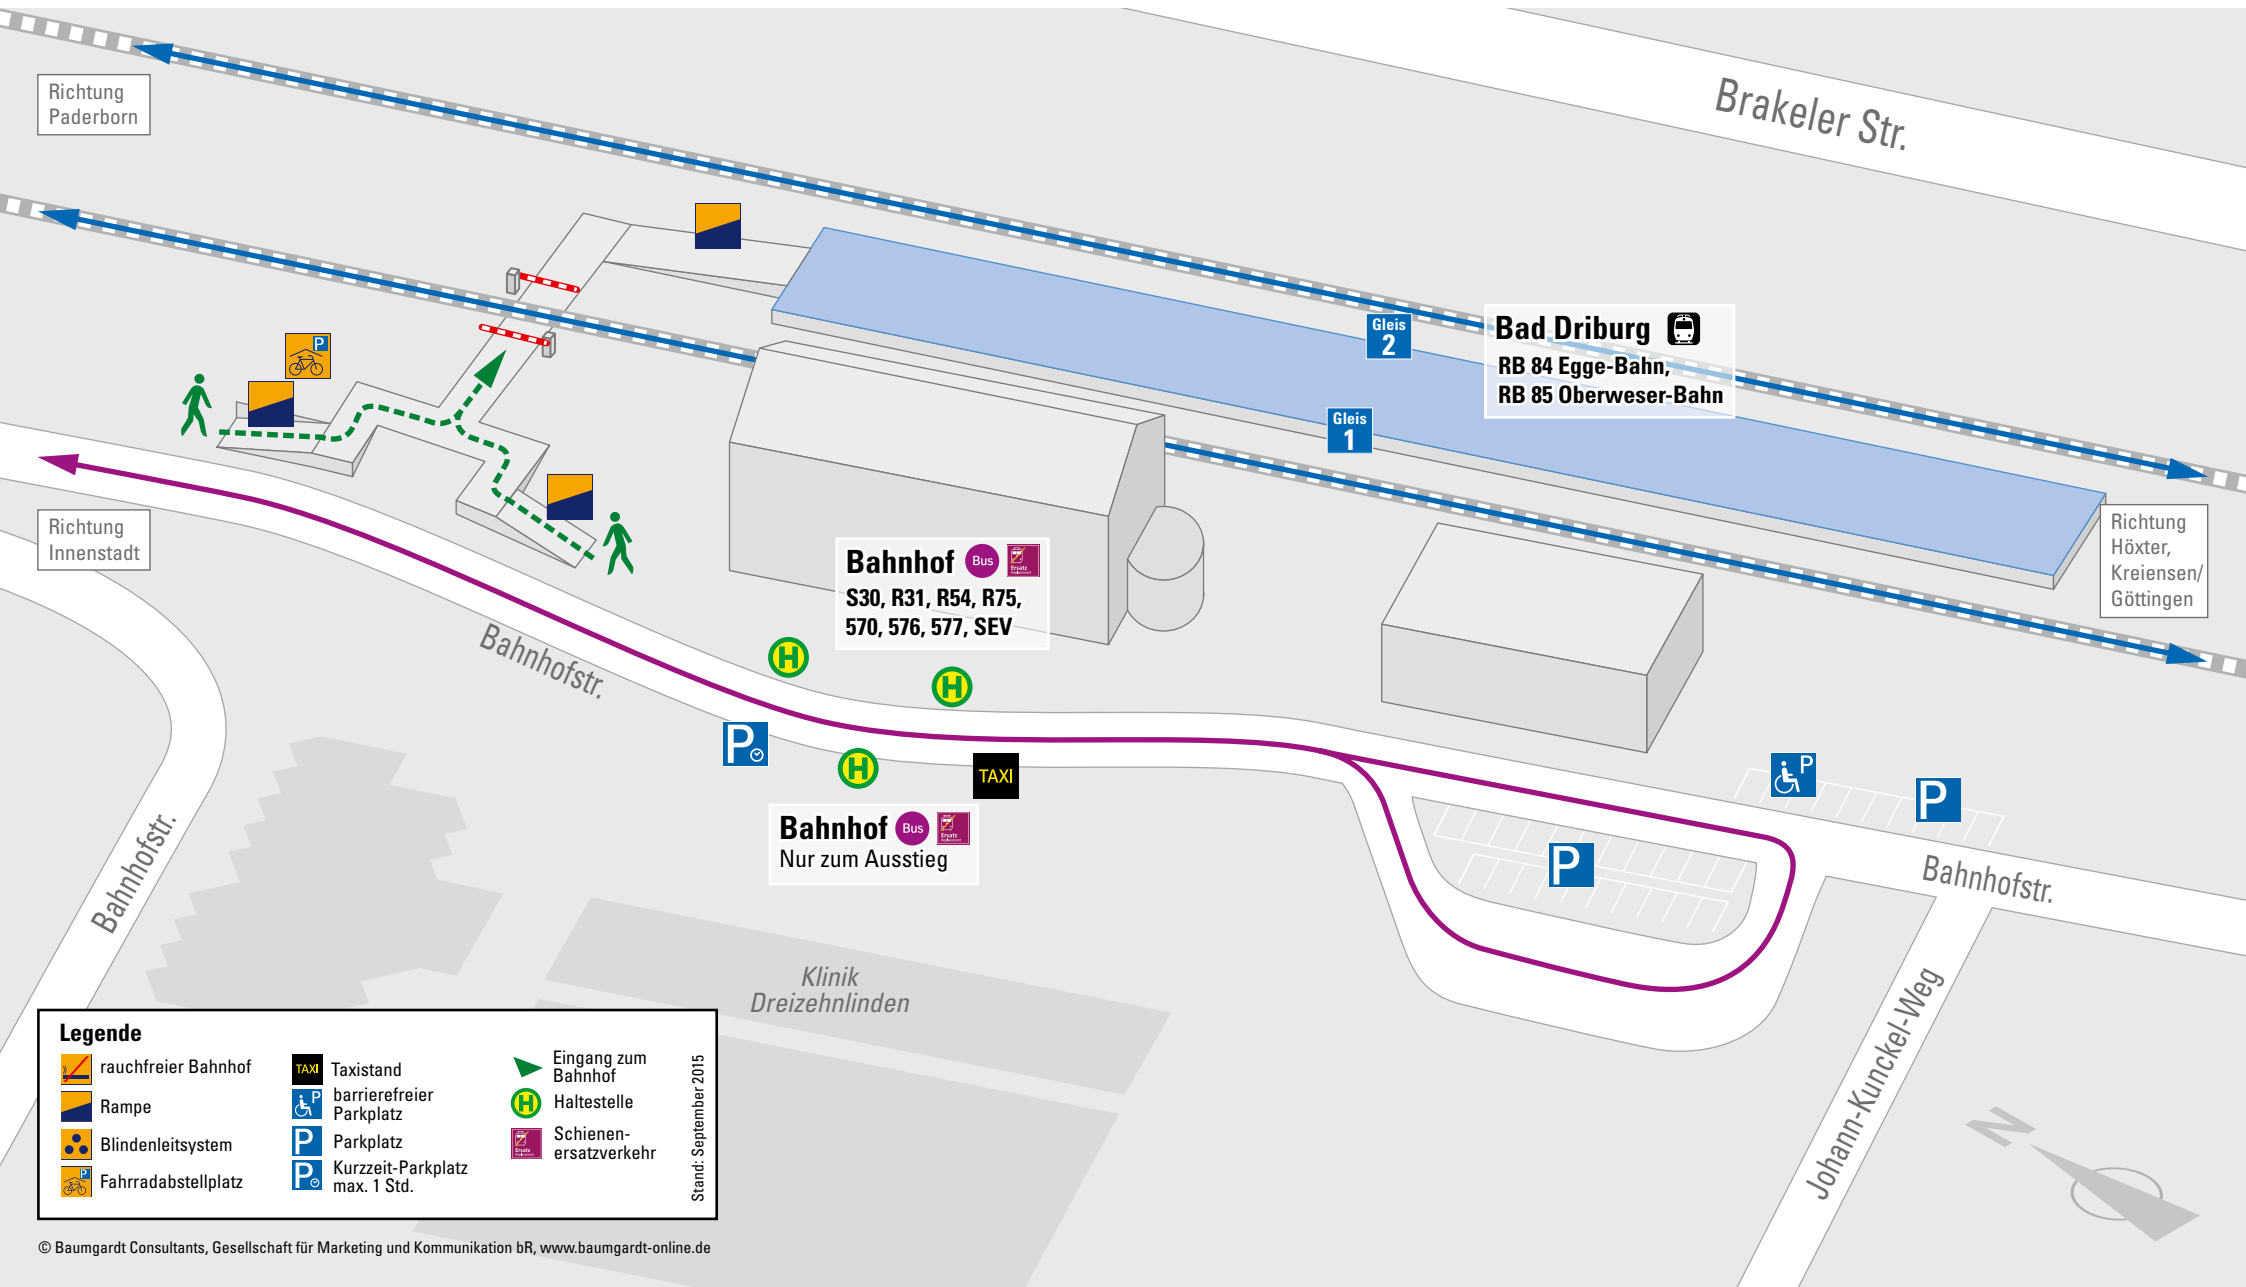 Brakeler Str.
Richtung
Paderborn
P
Gleis
2
Bad Driburg
RB 84 Egge-Bahn,
RB 85 Oberweser-Bahn
Gleis
1
Richtung
Innenstadt
Richtung
Höxter,
Kreiensen/
Göttingen
Bahnhof Bus Ersatz
S30, R31, R54, R75,
570, 576, 577, SEV
Bahnhofstr.
H
H
P
H
TAXI
Bahnhof Bus Ersatz
Nur zum Ausstieg
P
P
P
Bahnhofstr.
Bahnhofstr.
Johann-Kunckel-Weg
Klinik
Dreizehnlinden
N
Legende
rauchfreier Bahnhof
Rampe
Blindenleitsystem
P
Fahrradabstellplatz
TAXI
Taxistand
P
barrierefreier
Parkplatz
P
Parkplatz
P
Kurzzeit-Parkplatz
max. 1 Std.
Eingang zum
Bahnhof
H
Haltestelle
Ersatz
Schienen-
ersatzverkehr
Stand: September 2015
© Baumgardt Consultants, Gesellschaft für Marketing und Kommunikation bR, www.baumgardt-online.de